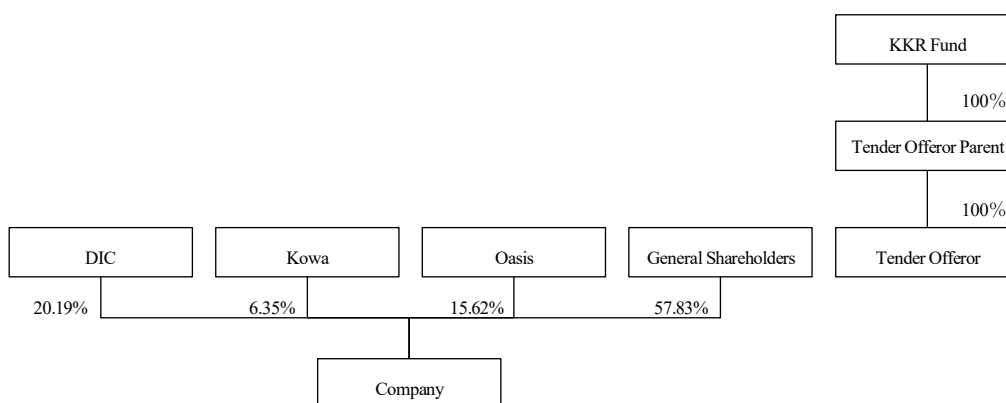 KKR Fund
100%
Tender Offeror Parent
100%
DIC
Kowa
Oasis
General Shareholders
Tender Offeror
20.19%
6.35%
15.62%
57.83%
Company